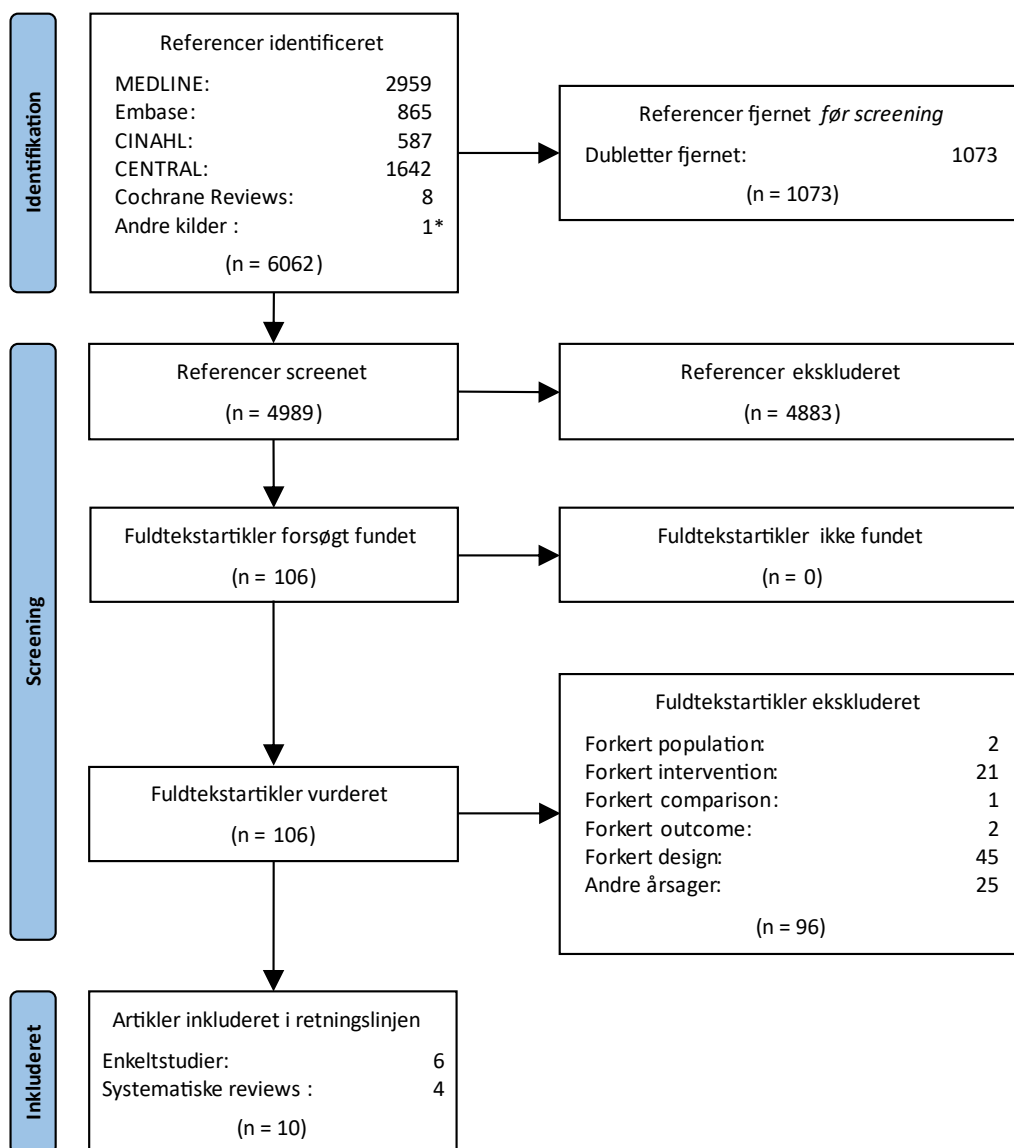 Identifikation
Referencer identificeret
MEDLINE: 2959
Embase: 865
CINAHL: 587
CENTRAL: 1642
Cochrane Reviews: 8
Andre kilder : 1*
(n = 6062)
Referencer fjernet før screening
Dubletter fjernet: 1073
(n = 1073)
Screening
Referencer screenet
(n = 4989)
Referencer ekskluderet
(n = 4883)
Fuldtekstartikler forsøgt fundet
(n = 106)
Fuldtekstartikler ikke fundet
(n = 0)
Fuldtekstartikler vurderet
(n = 106)
Fuldtekstartikler ekskluderet
Forkert population: 2
Forkert intervention: 21
Forkert comparison: 1
Forkert outcome: 2
Forkert design: 45
Andre årsager: 25
(n = 96)
Inkluderet
Artikler inkluderet i retningslinjen
Enkeltstudier: 6
Systematiske reviews : 4
(n = 10)